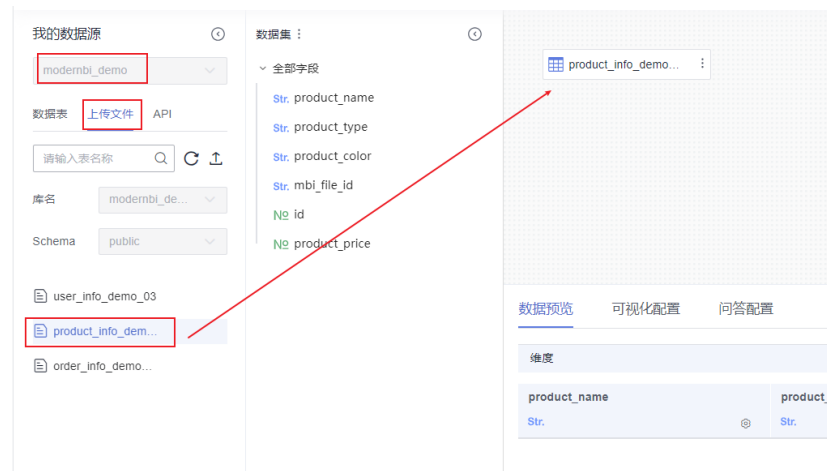 我的数据源
modernbi_demo
数据表 上传文件 API
请输入表名称
库名 modernbi_de...
Schema public
user_info_demo_03
product_info_dem...
order_info_demo...
数据集
全部字段
Str. product_name
Str. product_type
Str. product_color
Str. mbi_file_id
№ id
№ product_price
product_info_demo...
数据预览 可视化配置 问答配置
维度
product_name product_
Str. Str.